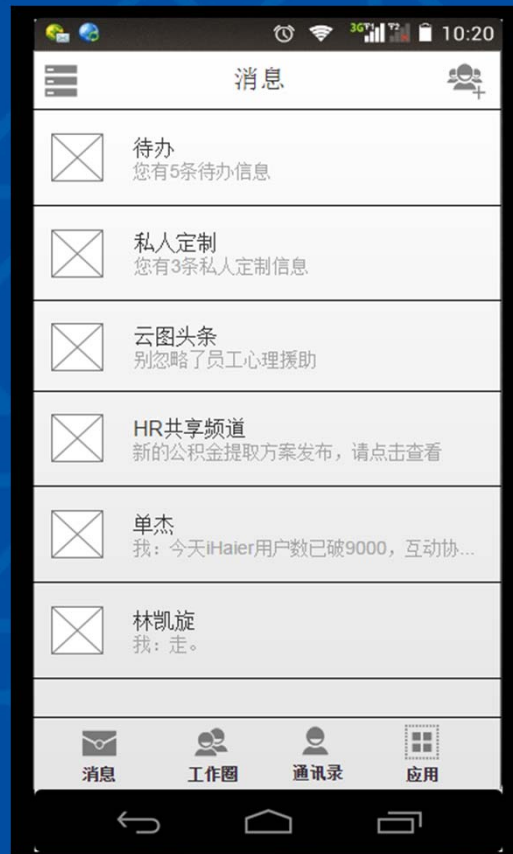 3G 10:20
消息
待办
您有5条待办信息
私人定制
您有3条私人定制信息
云图头条
别忽略了员工心理援助
HR共享频道
新的公积金提取方案发布，请点击查看
单杰
我：今天iHaier用户数已破9000，互动协...
林凯旋
我：走。
消息 工作圈 通讯录 应用